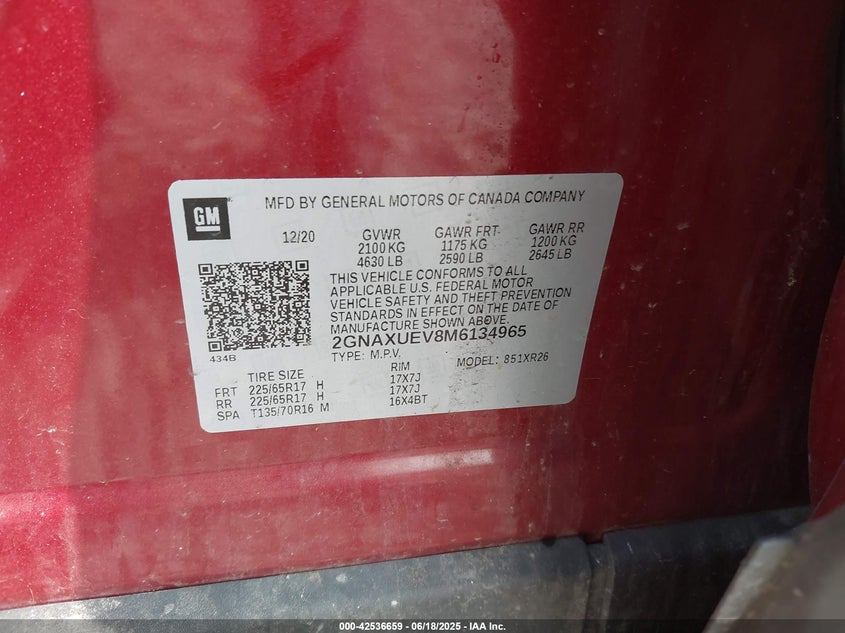 MFD BY GENERAL MOTORS OF CANADA COMPANY
GM
12/20 GVWR GAWR FRT GAWR RR
2100 KG 1175 KG 1200 KG
4630 LB 2590 LB 2645 LB
THIS VEHICLE CONFORMS TO ALL
APPLICABLE U.S. FEDERAL MOTOR
VEHICLE SAFETY AND THEFT PREVENTION
STANDARDS IN EFFECT ON THE DATE OF
MANUFACTURE SHOWN ABOVE.
2GNAXUEV8M6134965
434B
TYPE: M.P.V. MODEL: 851XR26
TIRE SIZE RIM
FRT 225/65R17 H 17X7J
RR 225/65R17 H 17X7J
SPA T135/70R16 M 16X4BT
000-42536659 - 06/18/2025 - IAA Inc.